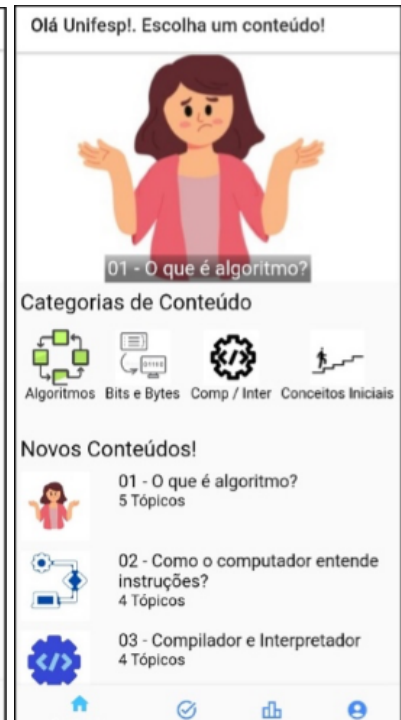 Olá Unifesp!. Escolha um conteúdo!
01 - O que é algoritmo?
Categorias de Conteúdo
Algoritmos Bits e Bytes Comp / Inter Conceitos Iniciais
Novos Conteúdos!
01 - O que é algoritmo?
5 Tópicos
02 - Como o computador entende
instruções?
4 Tópicos
03 - Compilador e Interpretador
4 Tópicos